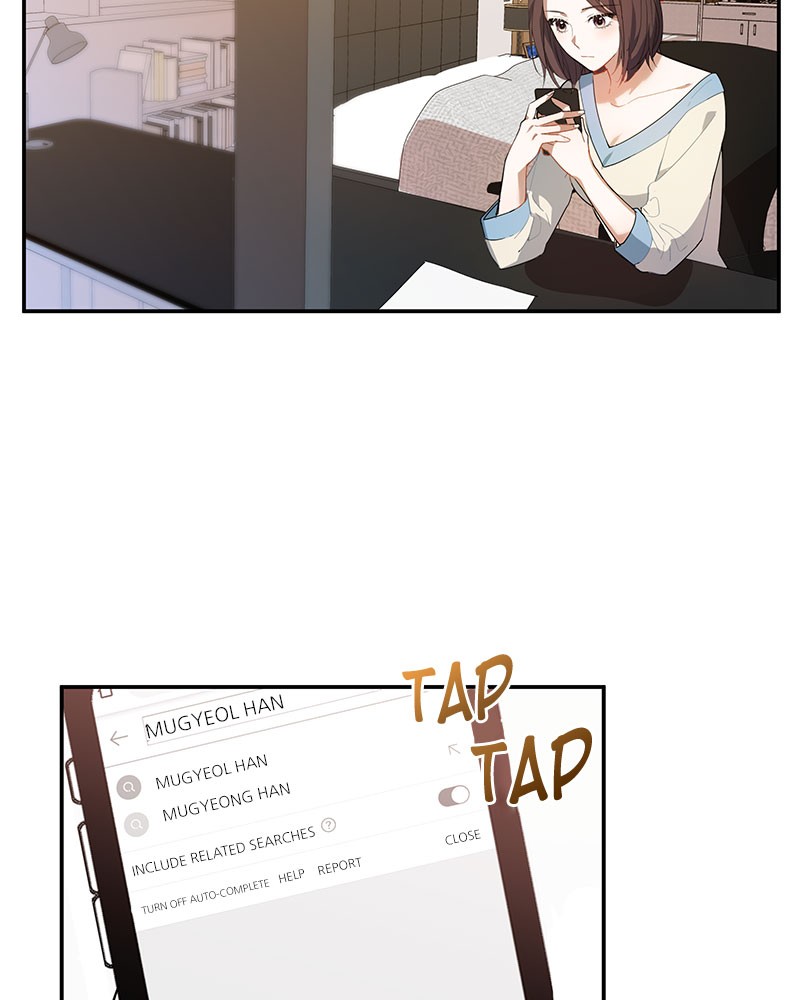 TAP
TAP
MUGYEOL HAN
MUGYEOL HAN
MUGYEONG HAN
INCLUDE RELATED SEARCHES ?
TURN OFF AUTO-COMPLETE HELP REPORT CLOSE